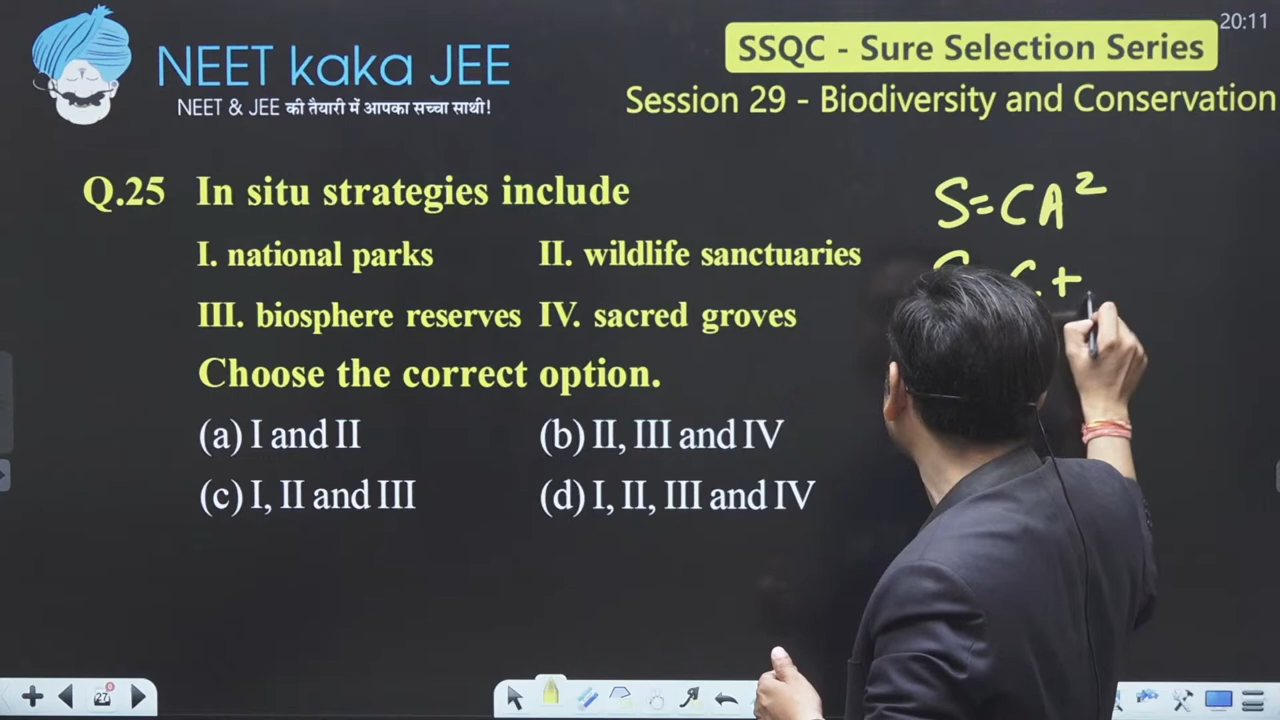 20:11
NEET kaka JEE
NEET & JEE की तैयारी में आपका सच्चा साथी!
SSQC - Sure Selection Series
Session 29 - Biodiversity and Conservation
Q.25 In situ strategies include
I. national parks II. wildlife sanctuaries
III. biosphere reserves IV. sacred groves
Choose the correct option.
(a) I and II (b) II, III and IV
(c) I, II and III (d) I, II, III and IV
S=CA²
+
27